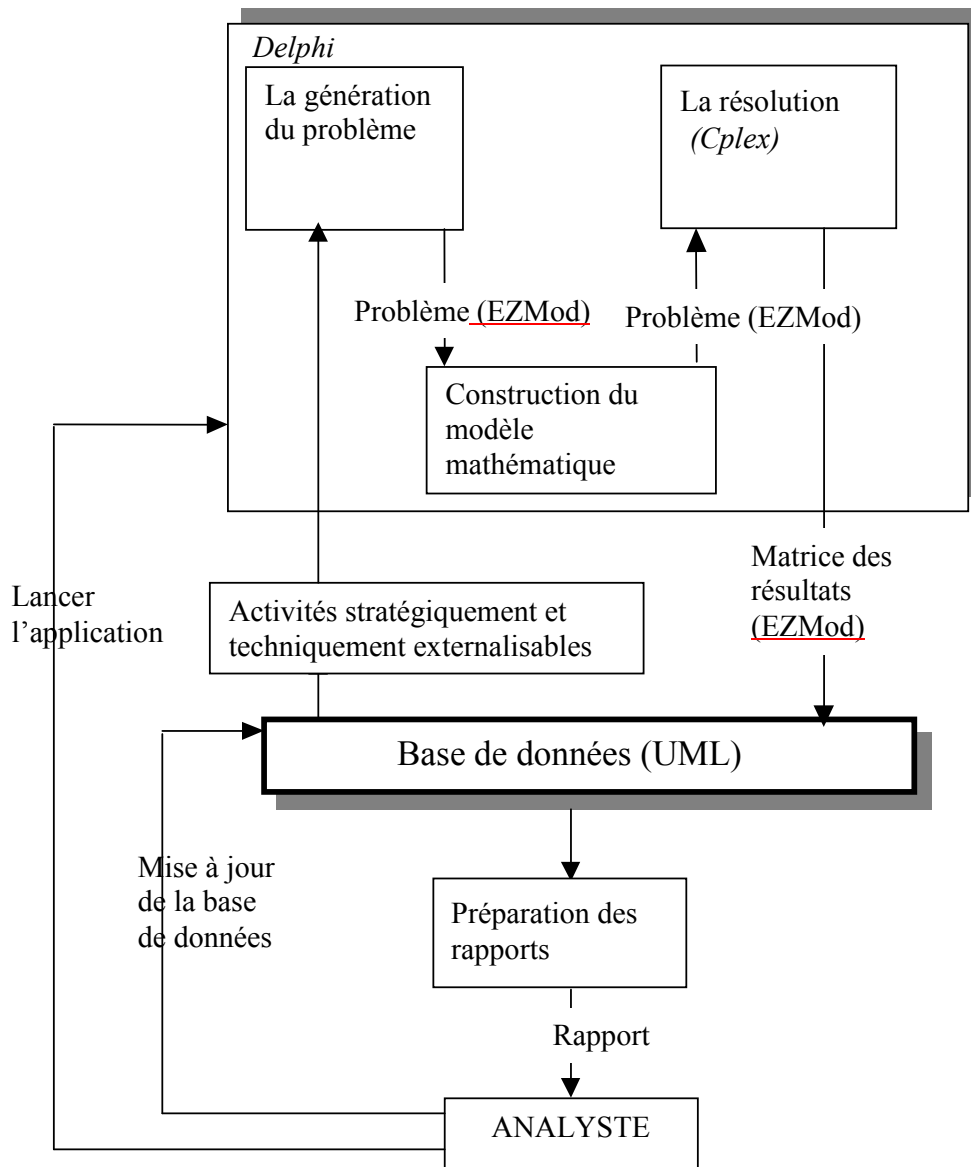 Delphi
La génération
du problème
La résolution
(Cplex)
Problème (EZMod)
Problème (EZMod)
Construction du
modèle
mathématique
Lancer
l’application
Activités stratégiquement et
techniquement externalisables
Matrice des
résultats
(EZMod)
Base de données (UML)
Mise à jour
de la base
de données
Préparation des
rapports
Rapport
ANALYSTE